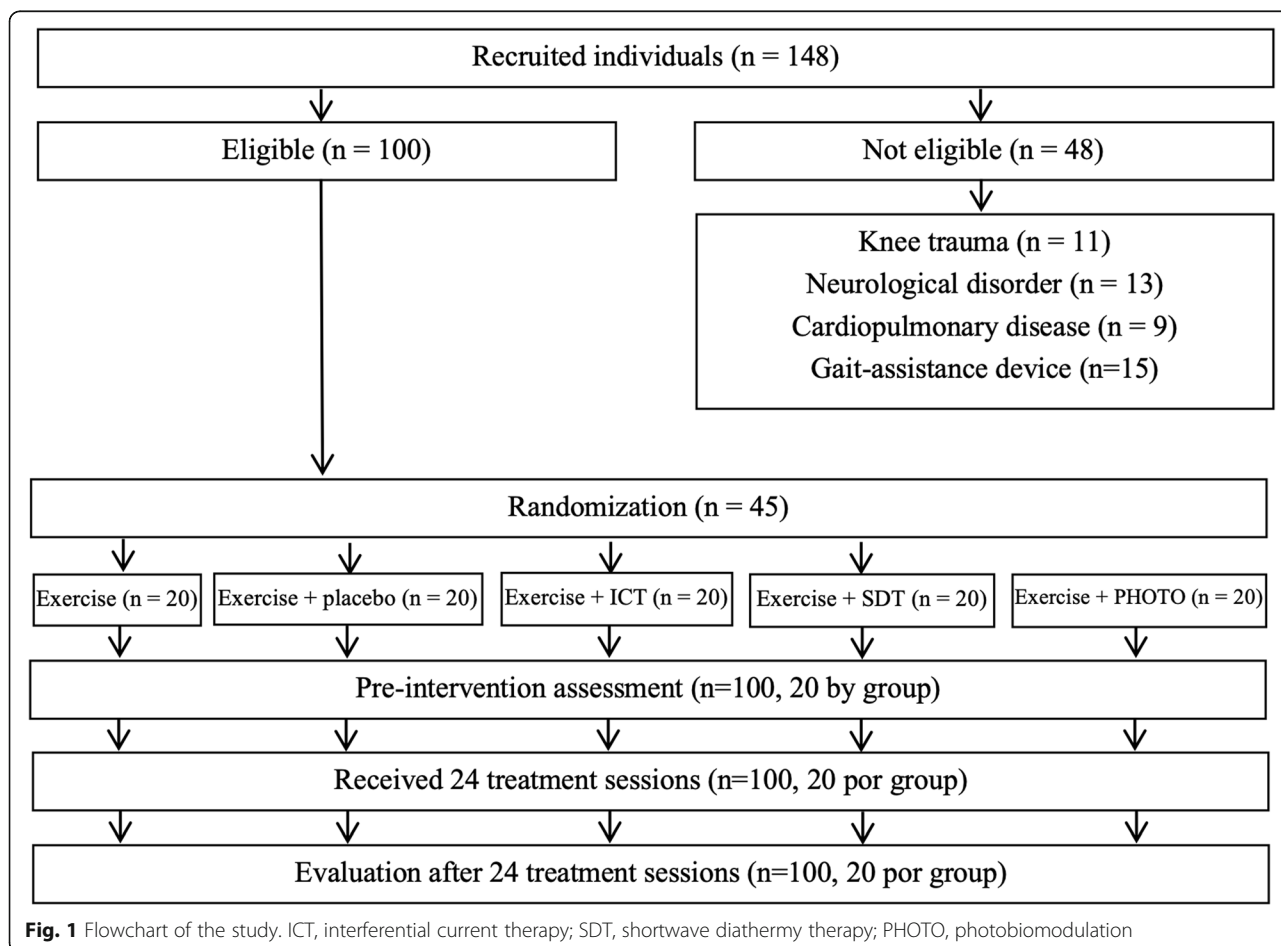 Recruited individuals (n = 148)
Eligible (n = 100)
Not eligible (n = 48)
Knee trauma (n = 11)
Neurological disorder (n = 13)
Cardiopulmonary disease (n = 9)
Gait-assistance device (n=15)
Randomization (n = 45)
Exercise (n = 20)
Exercise + placebo (n = 20)
Exercise + ICT (n = 20)
Exercise + SDT (n = 20)
Exercise + PHOTO (n = 20)
Pre-intervention assessment (n=100, 20 by group)
Received 24 treatment sessions (n=100, 20 por group)
Evaluation after 24 treatment sessions (n=100, 20 por group)
Fig. 1 Flowchart of the study. ICT, interferential current therapy; SDT, shortwave diathermy therapy; PHOTO, photobiomodulation